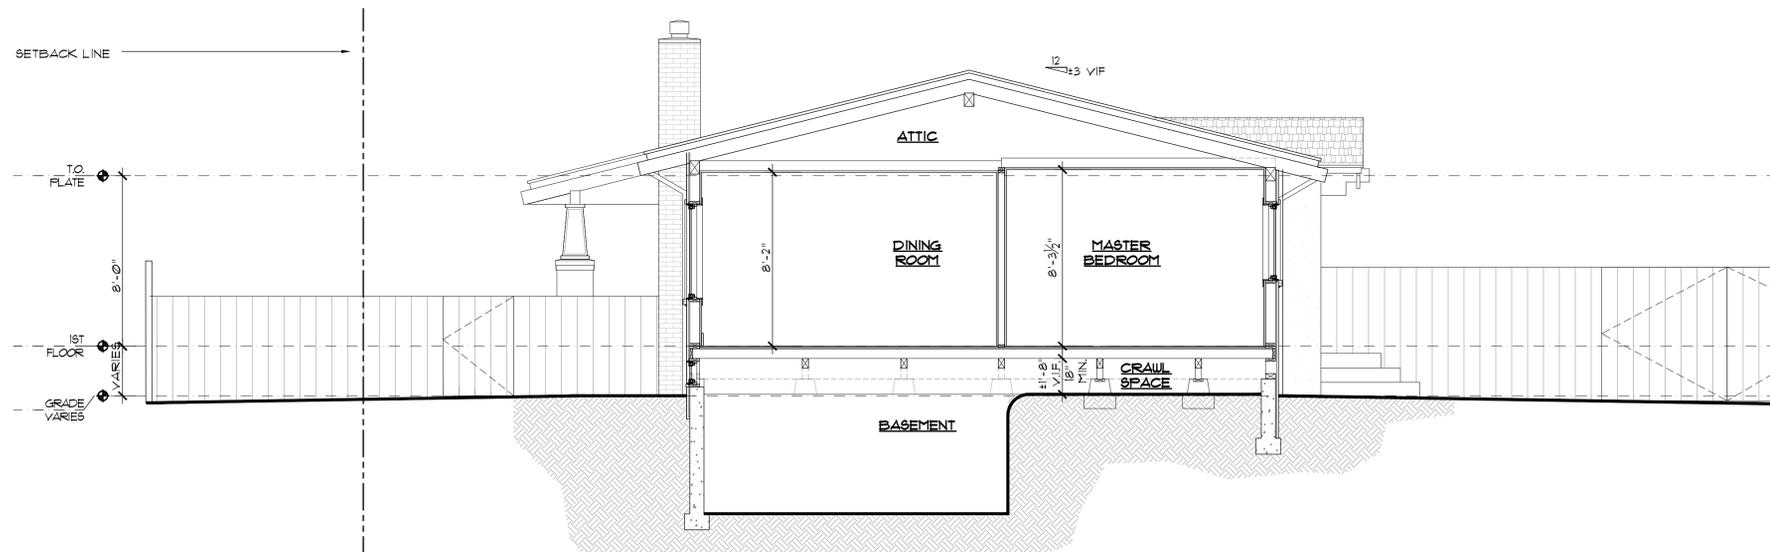 SETBACK LINE
12
±3 VIF
ATTIC
T.O.
PLATE
8'-0"
8'-2"
DINING
ROOM
8'-3½"
MASTER
BEDROOM
1ST
FLOOR
VARIES
±1'-8"
V.I.F.
18"
MIN.
CRAWL
SPACE
GRADE
VARIES
BASEMENT